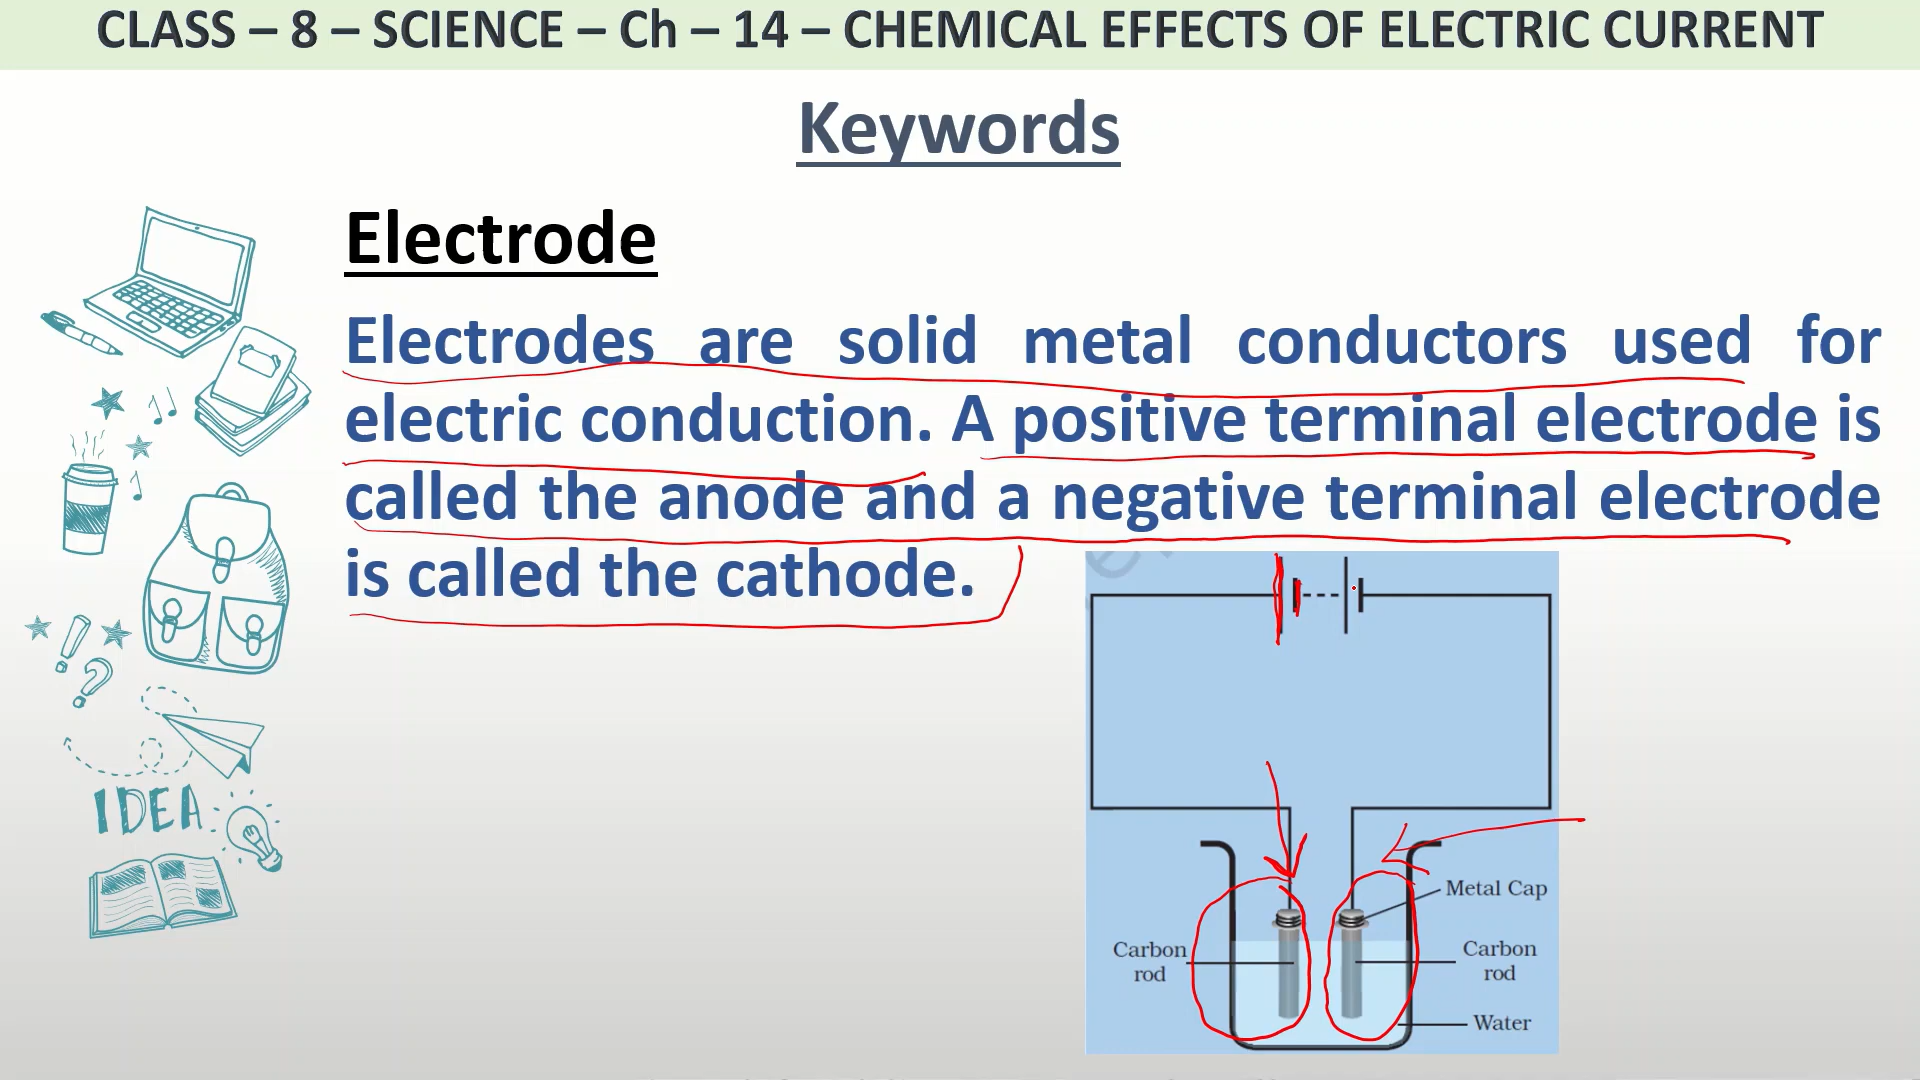 CLASS – 8 – SCIENCE – Ch – 14 – CHEMICAL EFFECTS OF ELECTRIC CURRENT
Keywords
Electrode
Electrodes are solid metal conductors used for
electric conduction. A positive terminal electrode is
called the anode and a negative terminal electrode
is called the cathode.
IDEA
Metal Cap
Carbon
rod
Carbon
rod
Water